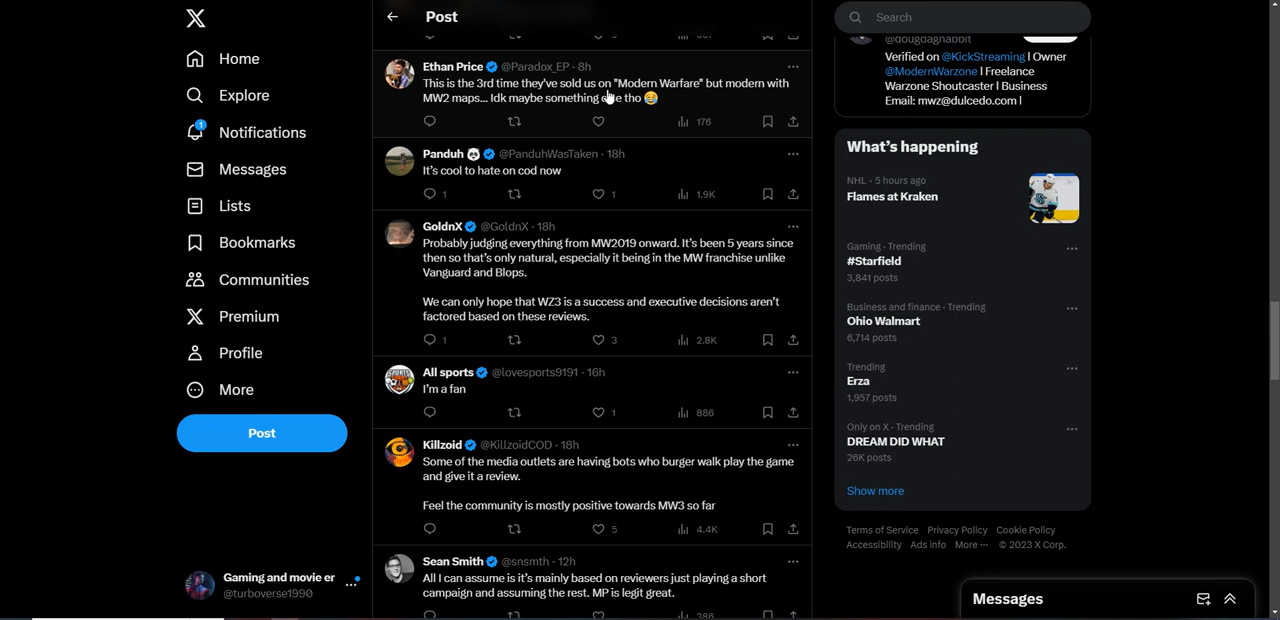 Post
Search
Home
Explore
1
Notifications
Messages
Lists
Bookmarks
Communities
Premium
Profile
More
Post
Gaming and movie er ...
@turboverse1990
Ethan Price @Paradox_EP · 8h
This is the 3rd time they've sold us on "Modern Warfare" but modern with
MW2 maps... Idk maybe something else tho 😂
176
Panduh 🐼 @PanduhWasTaken · 18h
It's cool to hate on cod now
1 1 1.9K
GoldnX @GoldnX · 18h
Probably judging everything from MW2019 onward. It's been 5 years since
then so that's only natural, especially it being in the MW franchise unlike
Vanguard and Blops.
We can only hope that WZ3 is a success and executive decisions aren't
factored based on these reviews.
1 3 2.8K
All sports @lovesports9191 · 16h
I'm a fan
1 886
Killzoid @KillzoidCOD · 18h
Some of the media outlets are having bots who burger walk play the game
and give it a review.
Feel the community is mostly positive towards MW3 so far
5 4.4K
Sean Smith @snsmth · 12h
All I can assume is it's mainly based on reviewers just playing a short
campaign and assuming the rest. MP is legit great.
@dougdagnabbit
Verified on @KickStreaming | Owner
@ModernWarzone | Freelance
Warzone Shoutcaster | Business
Email: mwz@dulcedo.com |
What's happening
NHL · 5 hours ago
Flames at Kraken
Gaming · Trending
#Starfield
3,841 posts
Business and finance · Trending
Ohio Walmart
6,714 posts
Trending
Erza
1,957 posts
Only on X · Trending
DREAM DID WHAT
26K posts
Show more
Terms of Service Privacy Policy Cookie Policy
Accessibility Ads info More ··· © 2023 X Corp.
Messages